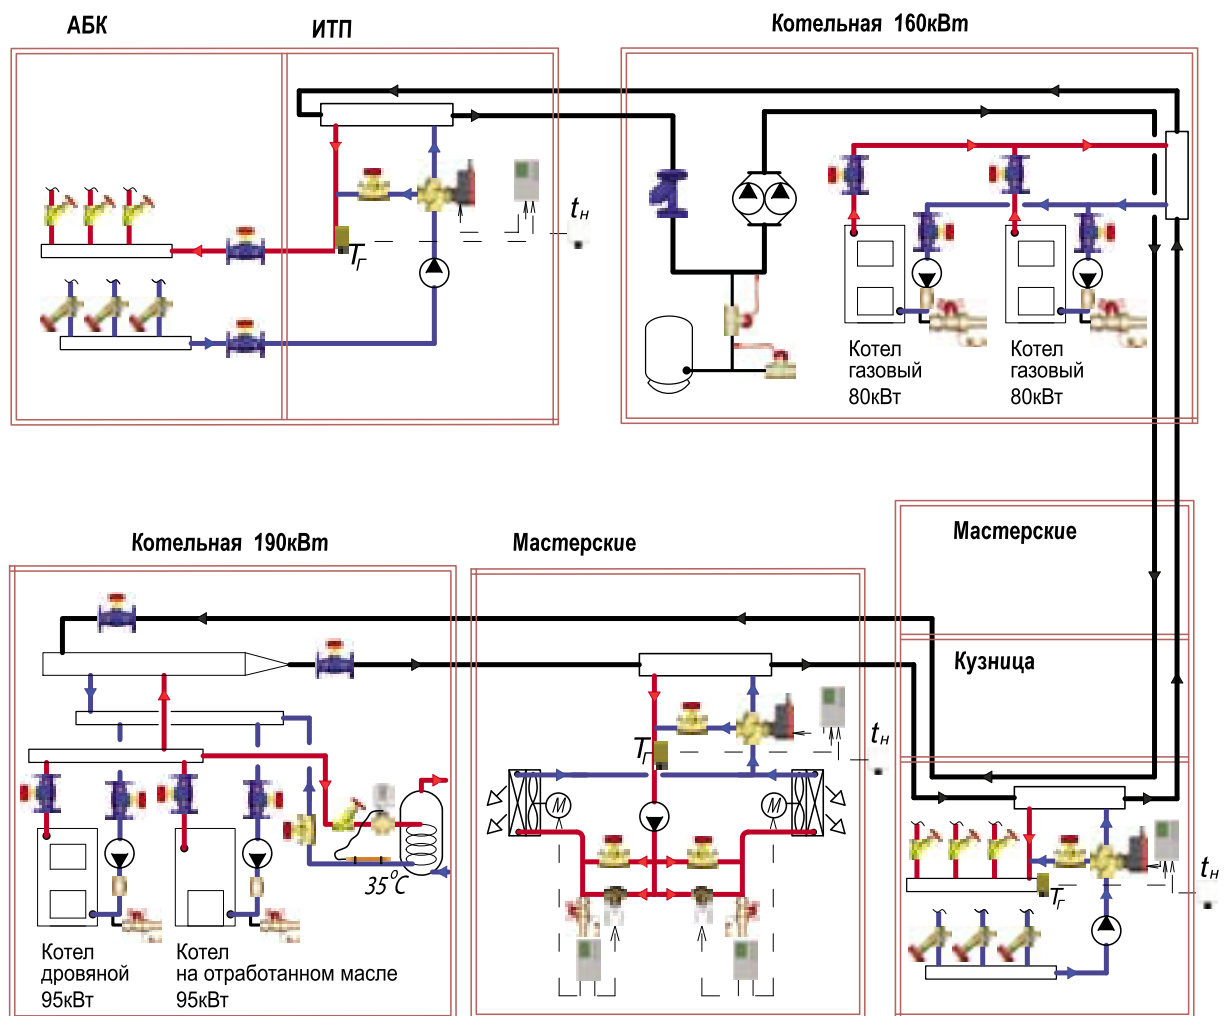 АБК
ИТП
Котельная 160кВт
tн
Tг
Котел
газовый
80кВт
Котел
газовый
80кВт
Котельная 190кВт
Мастерские
Мастерские
Кузница
Tг
tн
M
M
35°C
Tг
tн
Котел
дровяной
95кВт
Котел
на отработанном масле
95кВт